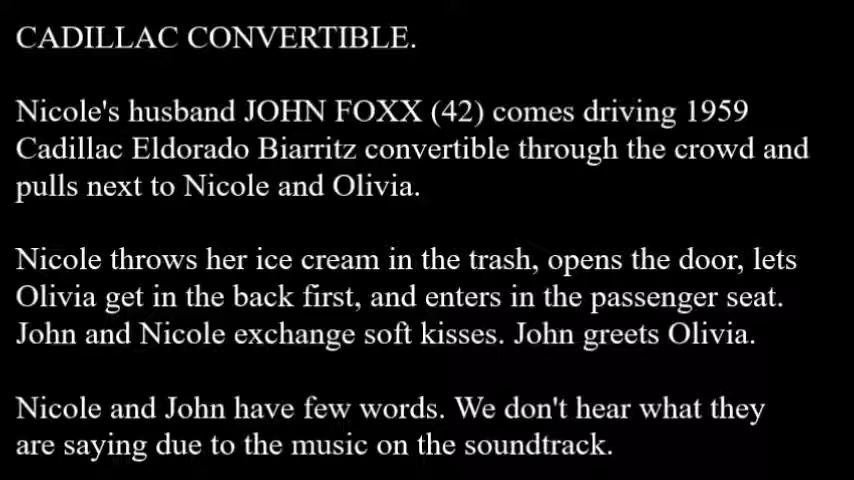 CADILLAC CONVERTIBLE.
Nicole's husband JOHN FOXX (42) comes driving 1959
Cadillac Eldorado Biarritz convertible through the crowd and
pulls next to Nicole and Olivia.
Nicole throws her ice cream in the trash, opens the door, lets
Olivia get in the back first, and enters in the passenger seat.
John and Nicole exchange soft kisses. John greets Olivia.
Nicole and John have few words. We don't hear what they
are saying due to the music on the soundtrack.